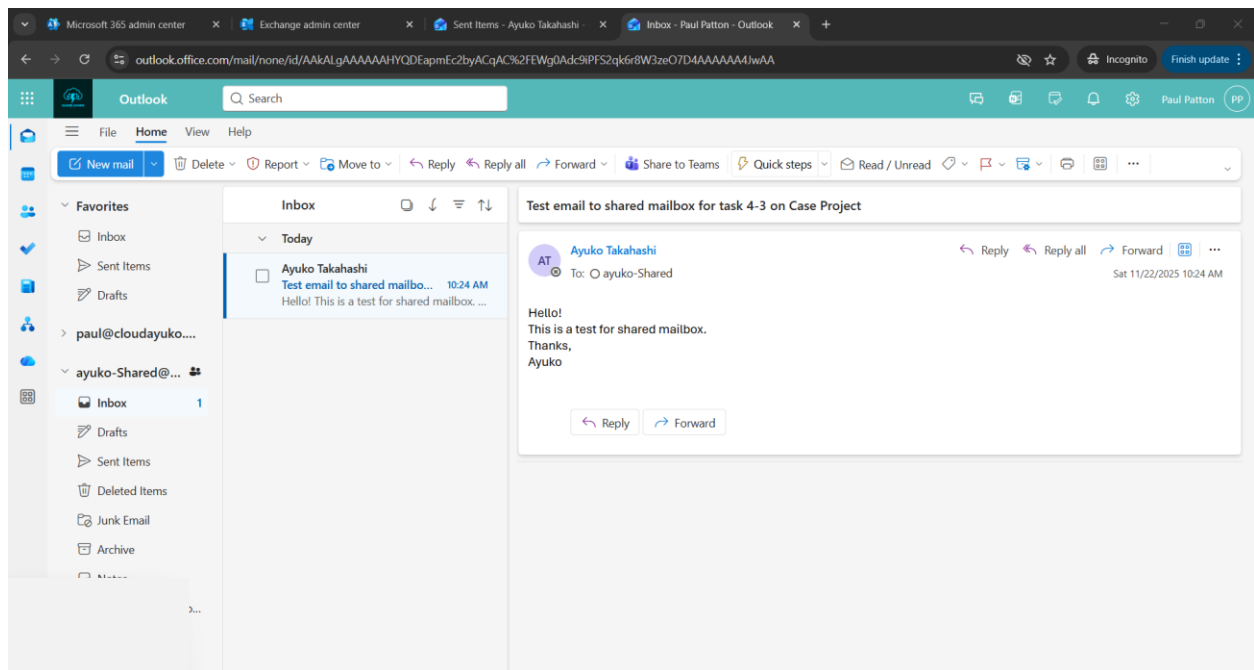 Microsoft 365 admin center
Exchange admin center
Sent Items - Ayuko Takahashi -
Inbox - Paul Patton - Outlook
outlook.office.com/mail/none/id/AAkALgAAAAAAHYQDEapmEc2byACqAC%2FEWg0Adc9iPFS2qk6r8W3zeO7D4AAAAAA4JwAA
Incognito
Finish update
Outlook
Search
Paul Patton
PP
File Home View Help
New mail Delete Report Move to Reply Reply all Forward Share to Teams Quick steps Read / Unread
Favorites
Inbox
Sent Items
Drafts
paul@cloudayuko....
ayuko-Shared@...
Inbox 1
Drafts
Sent Items
Deleted Items
Junk Email
Archive
Inbox
Today
Ayuko Takahashi
Test email to shared mailbo... 10:24 AM
Hello! This is a test for shared mailbox. ...
Test email to shared mailbox for task 4-3 on Case Project
AT
Ayuko Takahashi
To: ayuko-Shared
Reply Reply all Forward
Sat 11/22/2025 10:24 AM
Hello!
This is a test for shared mailbox.
Thanks,
Ayuko
Reply Forward